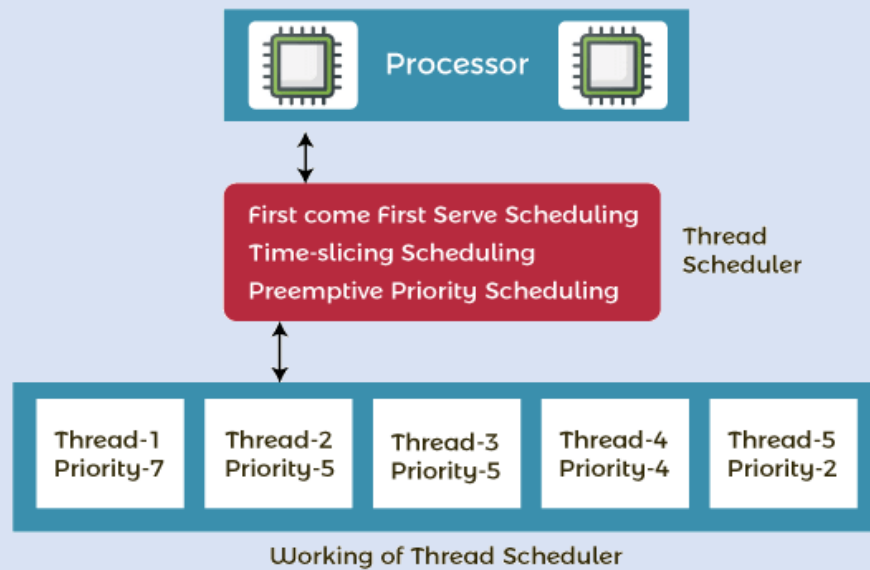 Processor
First come First Serve Scheduling
Time-slicing Scheduling
Preemptive Priority Scheduling
Thread
Scheduler
Thread-1
Priority-7
Thread-2
Priority-5
Thread-3
Priority-5
Thread-4
Priority-4
Thread-5
Priority-2
Working of Thread Scheduler